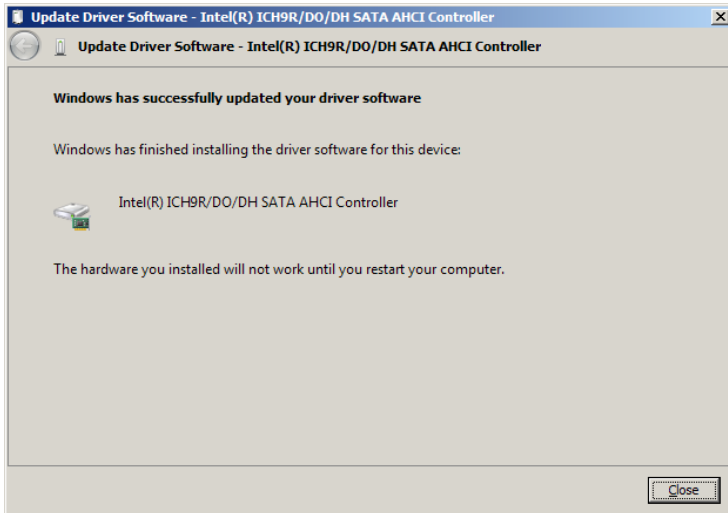 Update Driver Software - Intel(R) ICH9R/DO/DH SATA AHCI Controller
Update Driver Software - Intel(R) ICH9R/DO/DH SATA AHCI Controller
Windows has successfully updated your driver software
Windows has finished installing the driver software for this device:
Intel(R) ICH9R/DO/DH SATA AHCI Controller
The hardware you installed will not work until you restart your computer.
Close